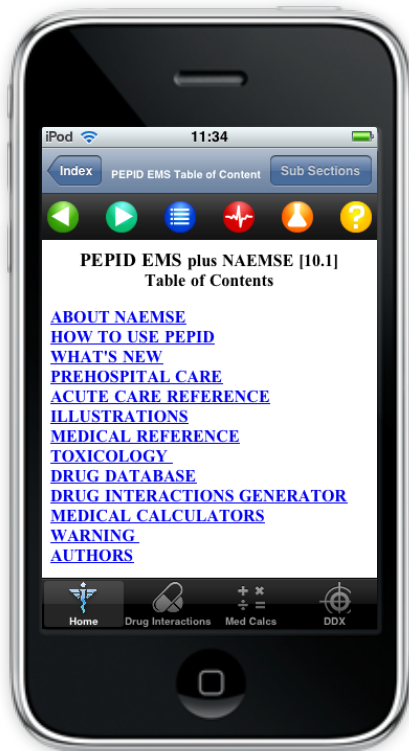 iPod 11:34
Index PEPID EMS Table of Content Sub Sections
?
PEPID EMS plus NAEMSE [10.1]
Table of Contents
ABOUT NAEMSE
HOW TO USE PEPID
WHAT'S NEW
PREHOSPITAL CARE
ACUTE CARE REFERENCE
ILLUSTRATIONS
MEDICAL REFERENCE
TOXICOLOGY
DRUG DATABASE
DRUG INTERACTIONS GENERATOR
MEDICAL CALCULATORS
WARNING
AUTHORS
Home Drug Interactions Med Calcs DDX